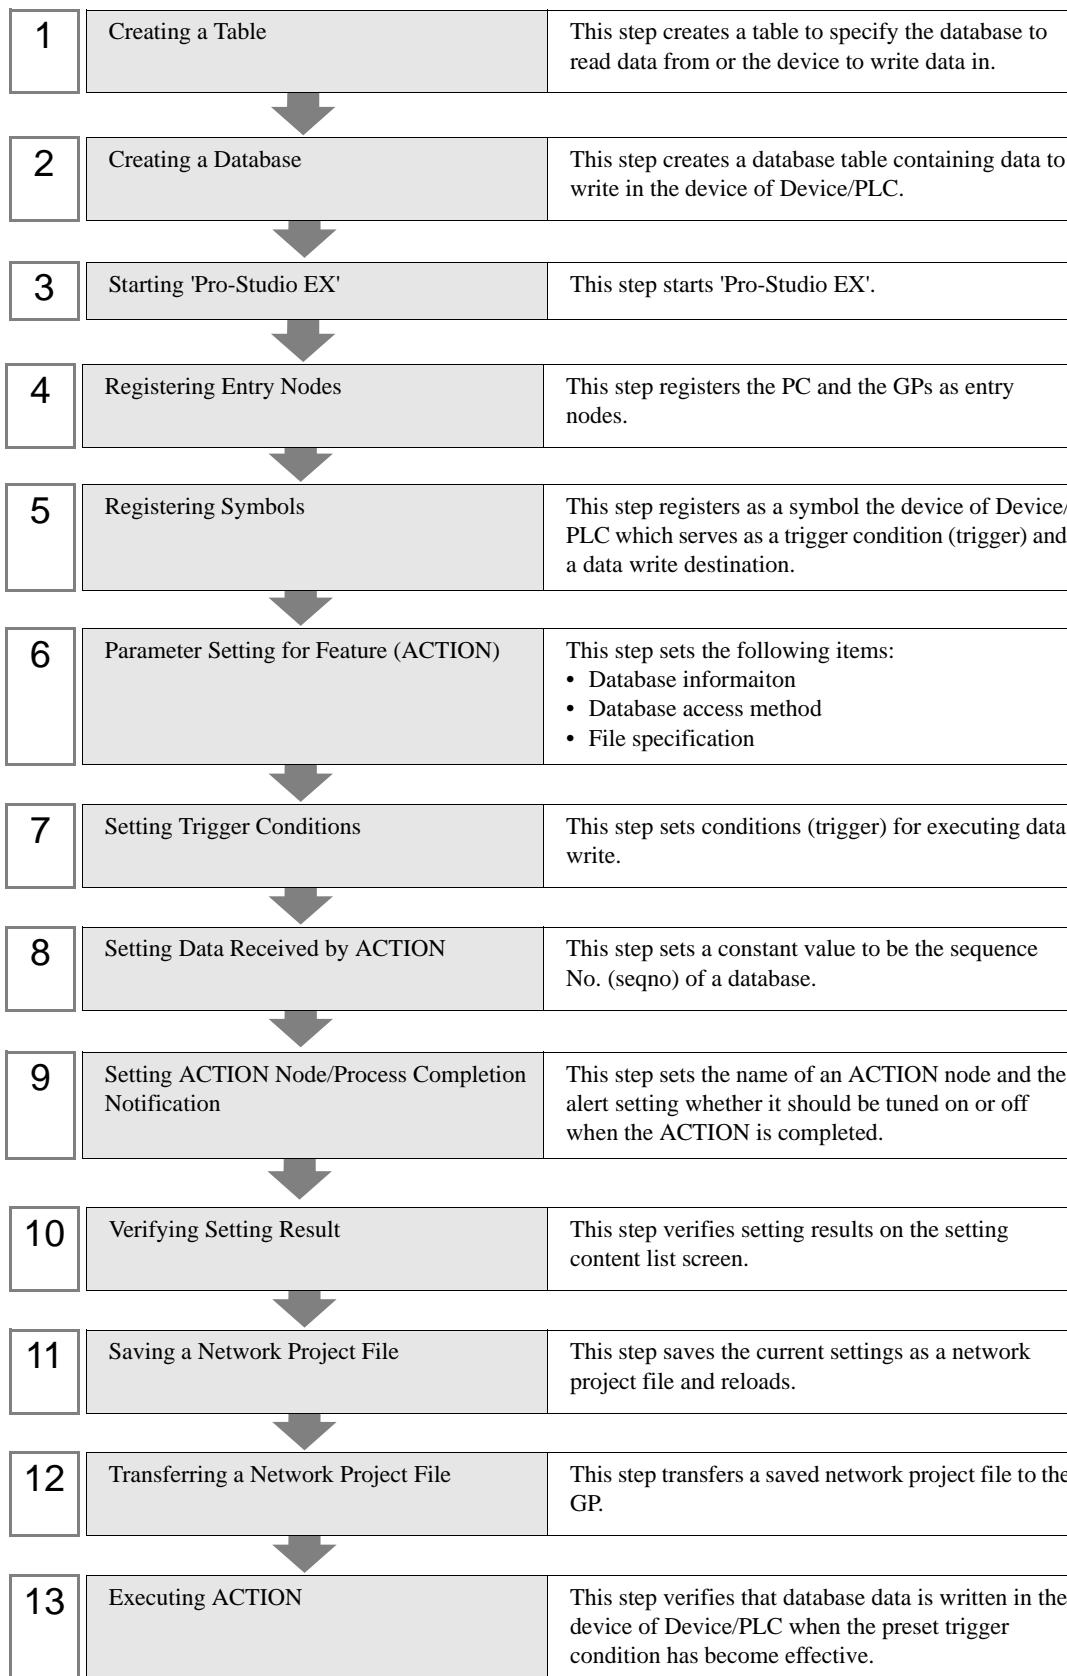 1
Creating a Table
This step creates a table to specify the database to
read data from or the device to write data in.
2
Creating a Database
This step creates a database table containing data to
write in the device of Device/PLC.
3
Starting 'Pro-Studio EX'
This step starts 'Pro-Studio EX'.
4
Registering Entry Nodes
This step registers the PC and the GPs as entry
nodes.
5
Registering Symbols
This step registers as a symbol the device of Device/
PLC which serves as a trigger condition (trigger) and
a data write destination.
6
Parameter Setting for Feature (ACTION)
This step sets the following items:
• Database informaiton
• Database access method
• File specification
7
Setting Trigger Conditions
This step sets conditions (trigger) for executing data
write.
8
Setting Data Received by ACTION
This step sets a constant value to be the sequence
No. (seqno) of a database.
9
Setting ACTION Node/Process Completion
Notification
This step sets the name of an ACTION node and the
alert setting whether it should be tuned on or off
when the ACTION is completed.
10
Verifying Setting Result
This step verifies setting results on the setting
content list screen.
11
Saving a Network Project File
This step saves the current settings as a network
project file and reloads.
12
Transferring a Network Project File
This step transfers a saved network project file to the
GP.
13
Executing ACTION
This step verifies that database data is written in the
device of Device/PLC when the preset trigger
condition has become effective.